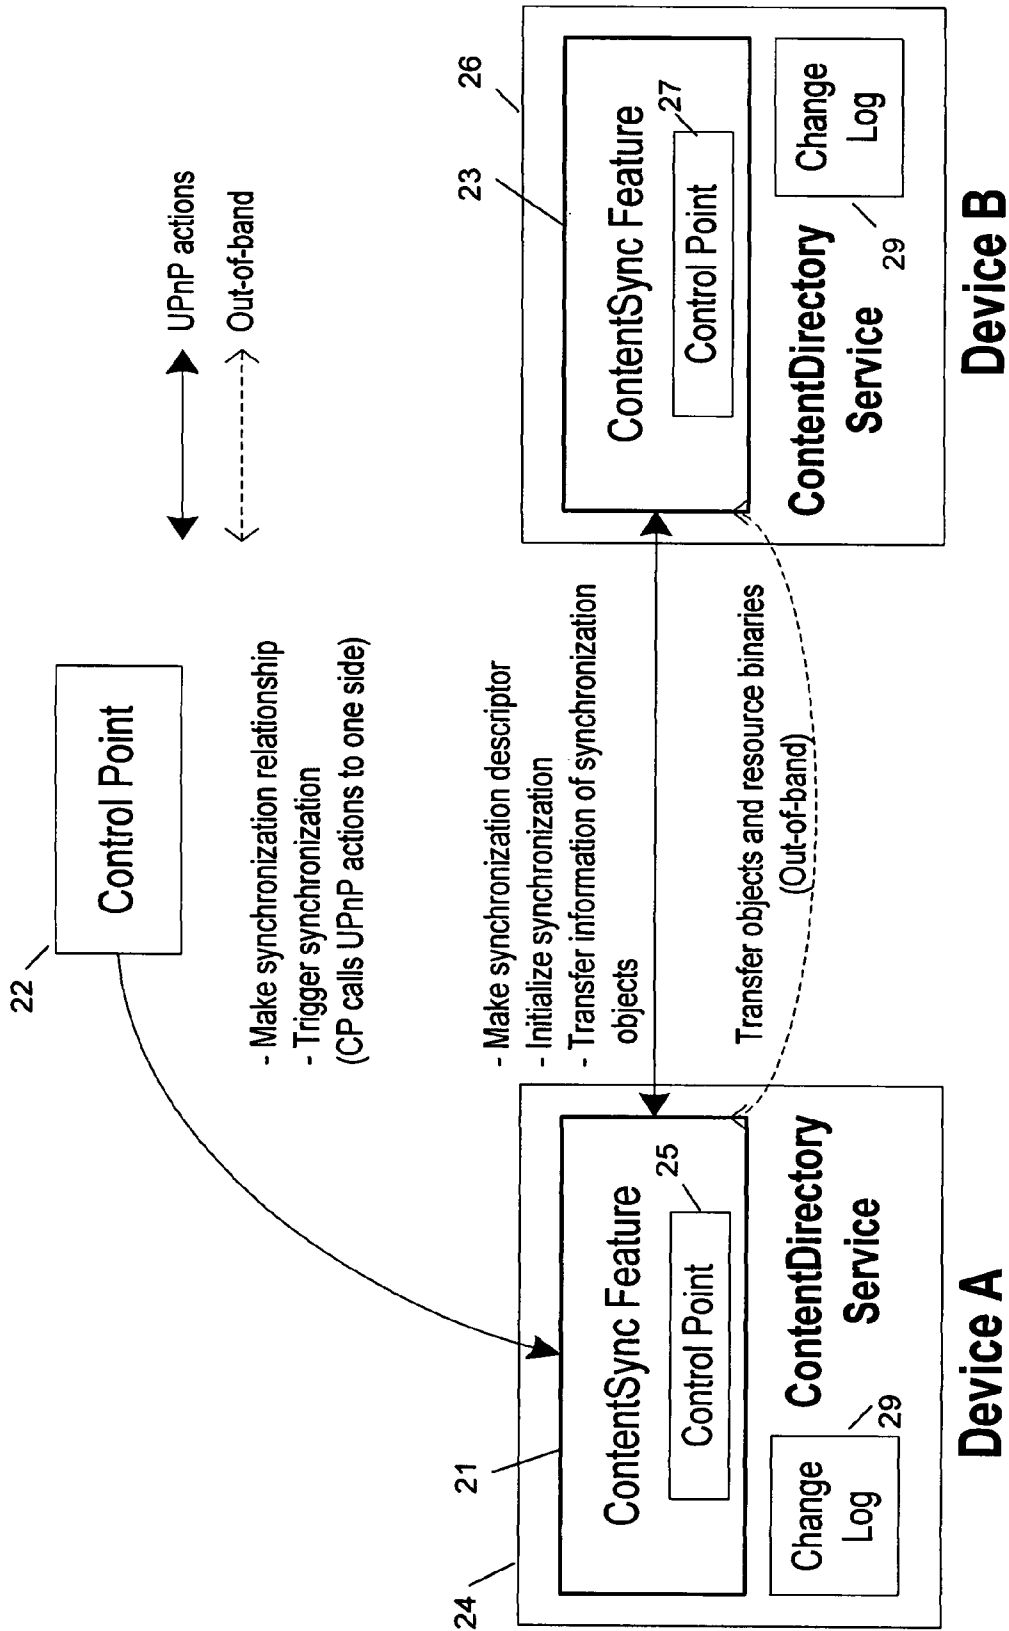 22
Control Point
UPnP actions
Out-of-band
- Make synchronization relationship
- Trigger synchronization
(CP calls UPnP actions to one side)
24
21
ContentSync Feature
25
Control Point
29
Change
Log
ContentDirectory
Service
Device A
- Make synchronization descriptor
- Initialize synchronization
- Transfer information of synchronization
objects
Transfer objects and resource binaries
(Out-of-band)
23
26
ContentSync Feature
27
Control Point
ContentDirectory
Service
29
Change
Log
Device B